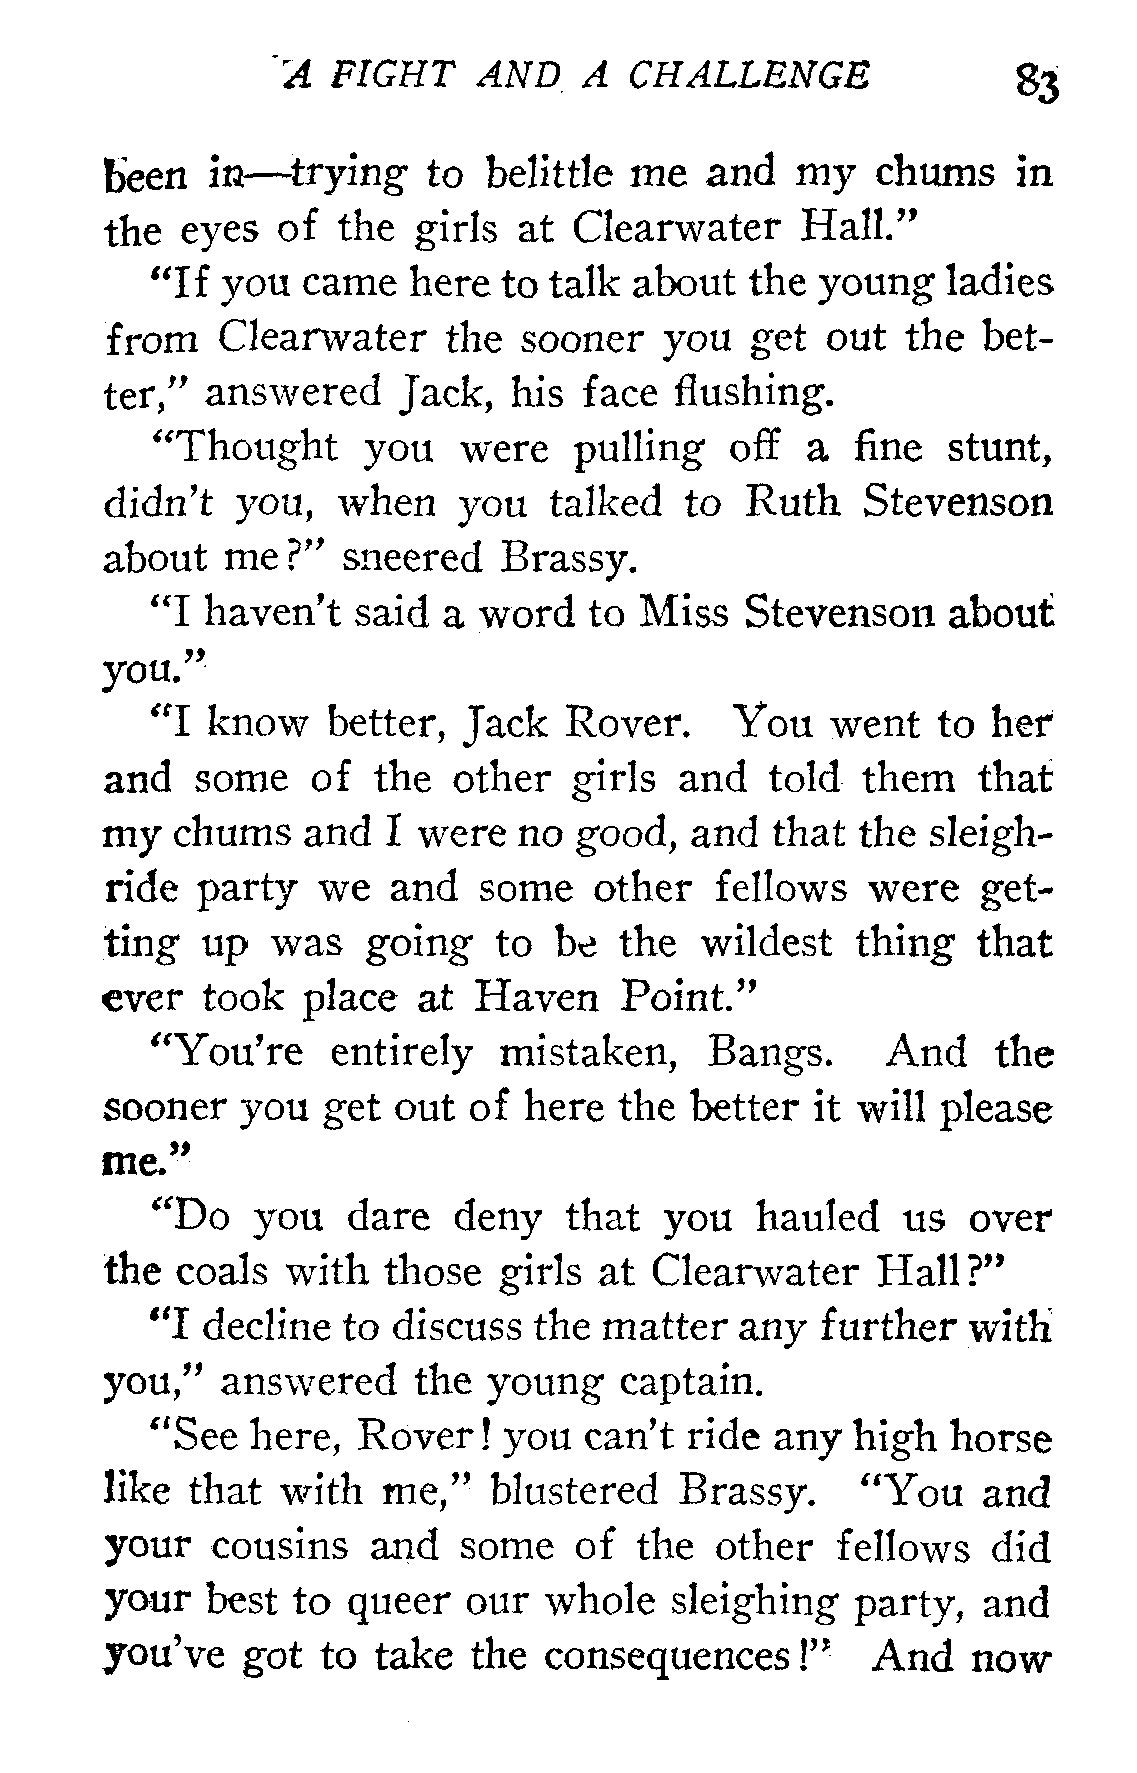 A FIGHT AND A CHALLENGE 83
been in—trying to belittle me and my chums in
the eyes of the girls at Clearwater Hall."
"If you came here to talk about the young ladies
from Clearwater the sooner you get out the bet-
ter," answered Jack, his face flushing.
"Thought you were pulling off a fine stunt,
didn't you, when you talked to Ruth Stevenson
about me?" sneered Brassy.
"I haven't said a word to Miss Stevenson about
you."
"I know better, Jack Rover. You went to her
and some of the other girls and told them that
my chums and I were no good, and that the sleigh-
ride party we and some other fellows were get-
ting up was going to be the wildest thing that
ever took place at Haven Point."
"You're entirely mistaken, Bangs. And the
sooner you get out of here the better it will please
me."
"Do you dare deny that you hauled us over
the coals with those girls at Clearwater Hall?"
"I decline to discuss the matter any further with
you," answered the young captain.
"See here, Rover! you can't ride any high horse
like that with me," blustered Brassy. "You and
your cousins and some of the other fellows did
your best to queer our whole sleighing party, and
you've got to take the consequences!" And now